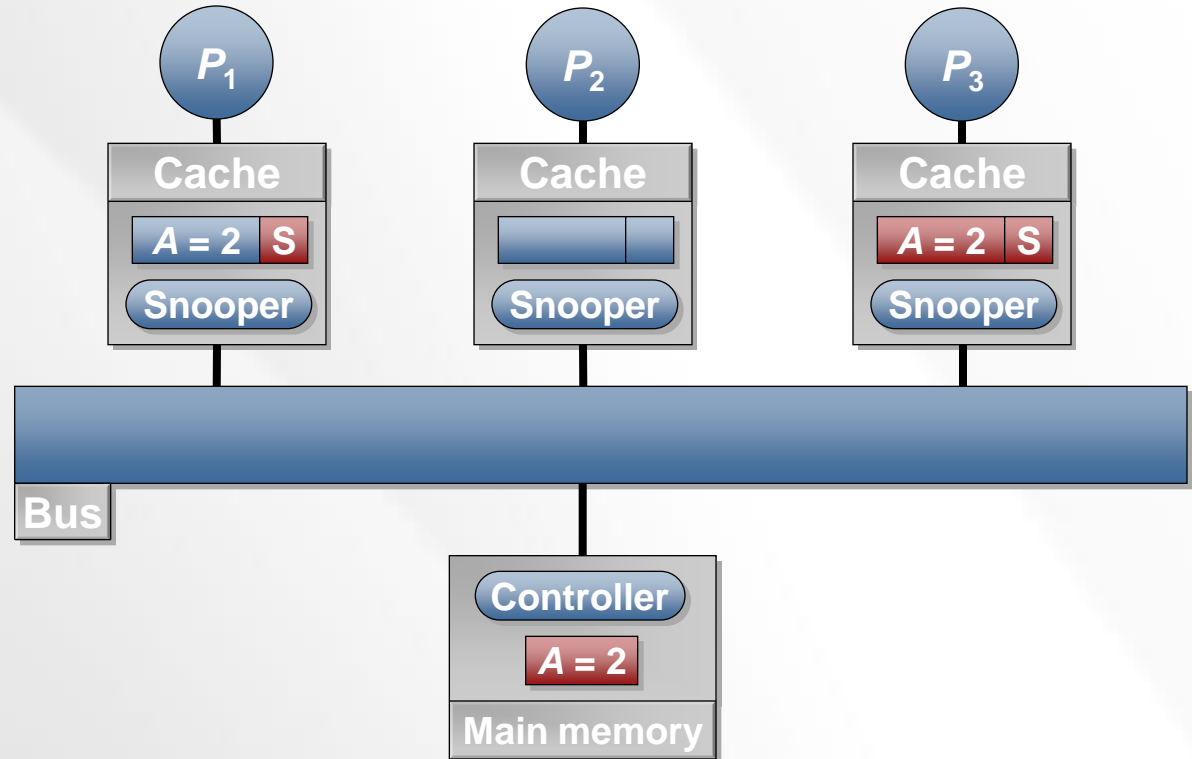 P1
P2
P3
Cache
Cache
Cache
A = 2 S
A = 2 S
Snooper
Snooper
Snooper
Bus
Controller
A = 2
Main memory